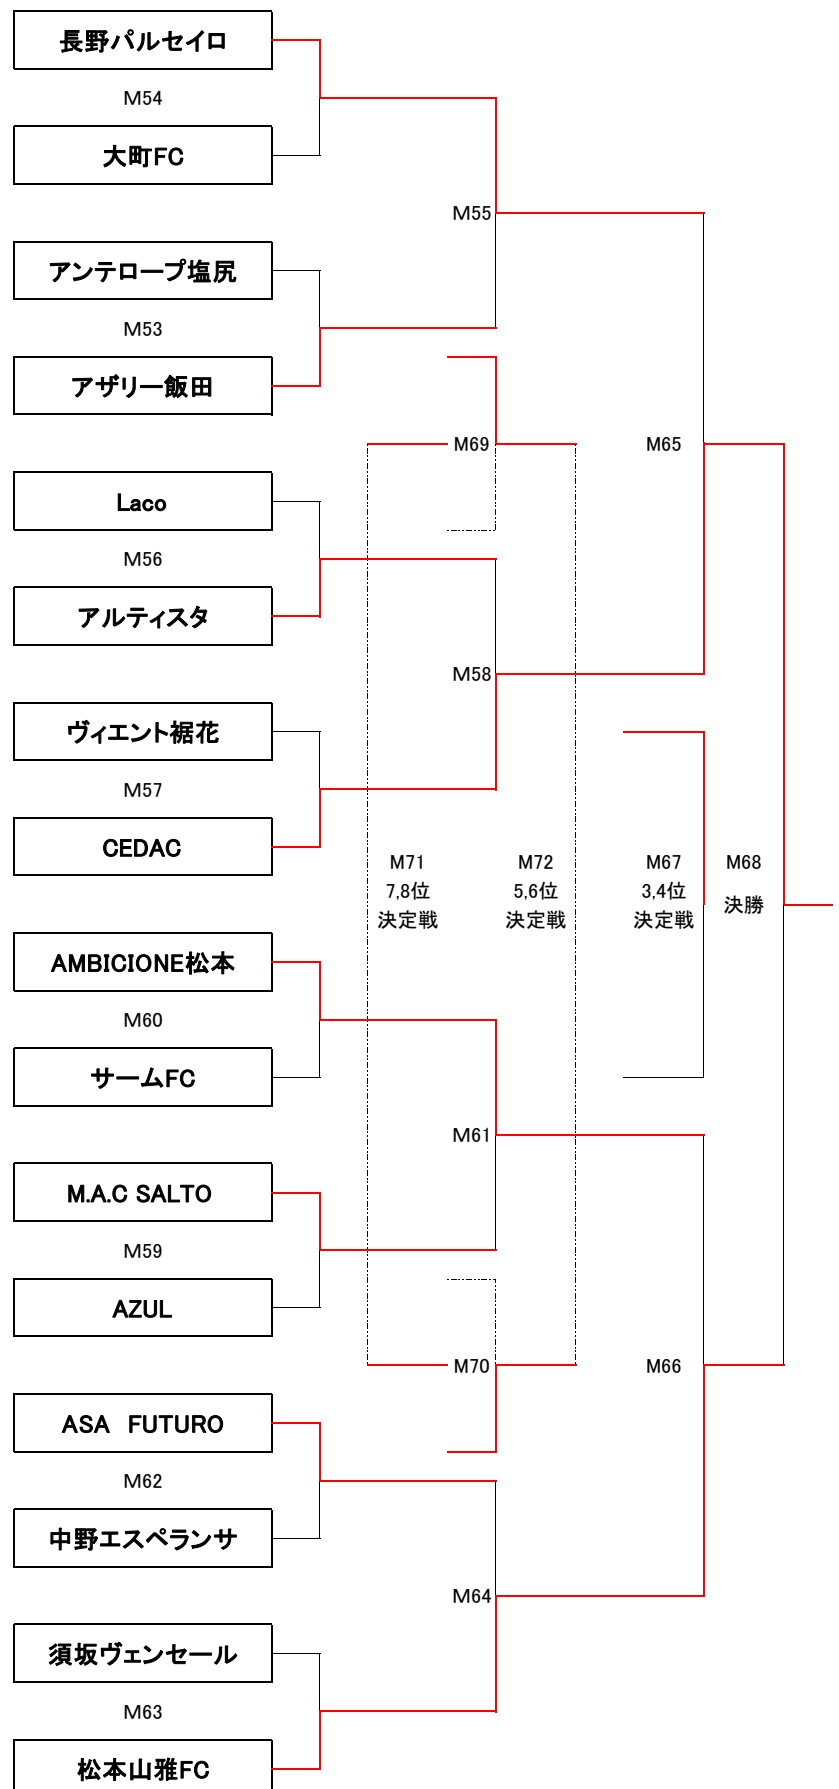 長野パルセイロ
M54
大町FC
M55
アンテロープ塩尻
M53
アザリー飯田
M69
M65
Laco
M56
アルティスタ
M58
ヴィエント裾花
M57
CEDAC
M71
7,8位
決定戦
M72
5,6位
決定戦
M67
3,4位
決定戦
M68
決勝
AMBICIONE松本
M60
サームFC
M61
M.A.C SALTO
M59
AZUL
M70
M66
ASA　FUTURO
M62
中野エスペランサ
M64
須坂ヴェンセール
M63
松本山雅FC